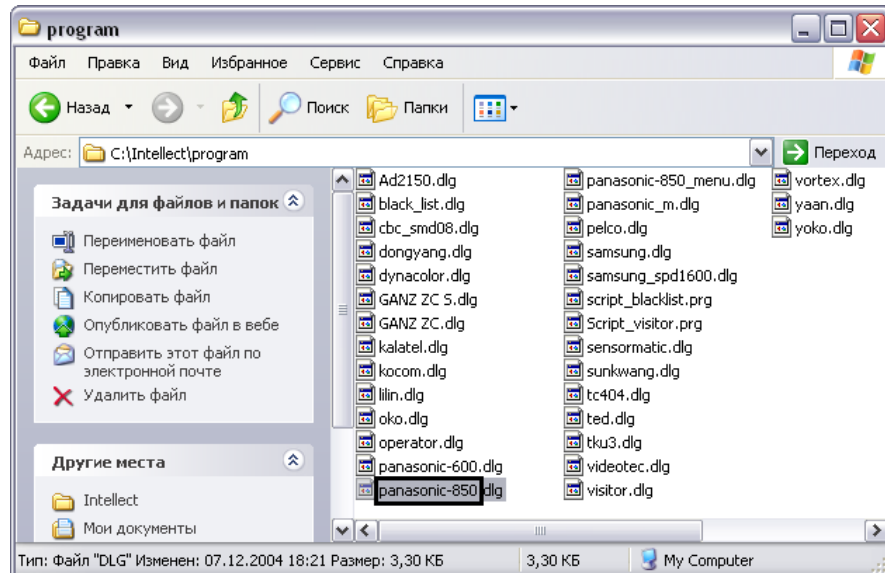 program
Файл Правка Вид Избранное Сервис Справка
Назад Поиск Папки
Адрес: C:\Intellect\program Переход
Задачи для файлов и папок
Переименовать файл
Переместить файл
Копировать файл
Опубликовать файл в вебе
Отправить этот файл по
электронной почте
Удалить файл
Другие места
Intellect
Мои документы
Ad2150.dlg
black_list.dlg
cbc_smd08.dlg
dongyang.dlg
dynacolor.dlg
GANZ ZC S.dlg
GANZ ZC.dlg
kalatel.dlg
kocom.dlg
lilin.dlg
oko.dlg
operator.dlg
panasonic-600.dlg
panasonic-850.dlg
panasonic-850_menu.dlg
panasonic_m.dlg
pelco.dlg
samsung.dlg
samsung_spd1600.dlg
script_blacklist.prg
Script_visitor.prg
sensormatic.dlg
sunkwang.dlg
tc404.dlg
ted.dlg
tku3.dlg
videotec.dlg
visitor.dlg
vortex.dlg
yaan.dlg
yoko.dlg
Тип: Файл "DLG" Изменен: 07.12.2004 18:21 Размер: 3,30 КБ 3,30 КБ My Computer